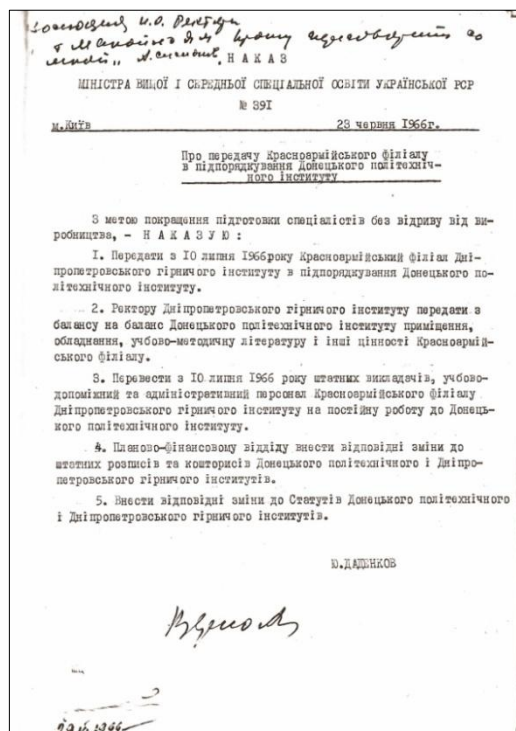 Н А К А З
МІНІСТРА ВИЩОЇ І СЕРЕДНЬОЇ СПЕЦІАЛЬНОЇ ОСВІТИ УКРАЇНСЬКОЇ РСР
№ 391
м.Київ 23 червня 1966г.
Про передачу Красноармійського філіалу
в підпорядкування Донецького політехніч-
ного інституту
З метою покращення підготовки спеціалістів без відриву від ви-
робництва, – Н А К А З У Ю :
1. Передати з 10 липня 1966року Красноармійський філіал Дні-
пропетровського гірничого інституту в підпорядкування Донецького по-
літехнічного інституту.
2. Ректору Дніпропетровського гірничого інституту передати з
балансу на баланс Донецького політехнічного інституту приміщення,
обладнання, учбово-методичну літературу і інші цінності Красноармій-
ського філіалу.
3. Перевести з 10 липня 1966 року штатних викладачів, учбово-
допоміжний та адміністративний персонал Красноармійського філіалу
Дніпропетровського гірничого інституту на постійну роботу до Донець-
кого політехнічного інституту.
4. Планово-фінансовому відділу внести відповідні зміни до
штатних розписів та кошторисів Донецького політехнічного і Дніпро-
петровського гірничого інститутів.
5. Внести відповідні зміни до Статутів Донецького політехнічного
і Дніпропетровського гірничого інститутів.
Ю.ДАДЕНКОВ